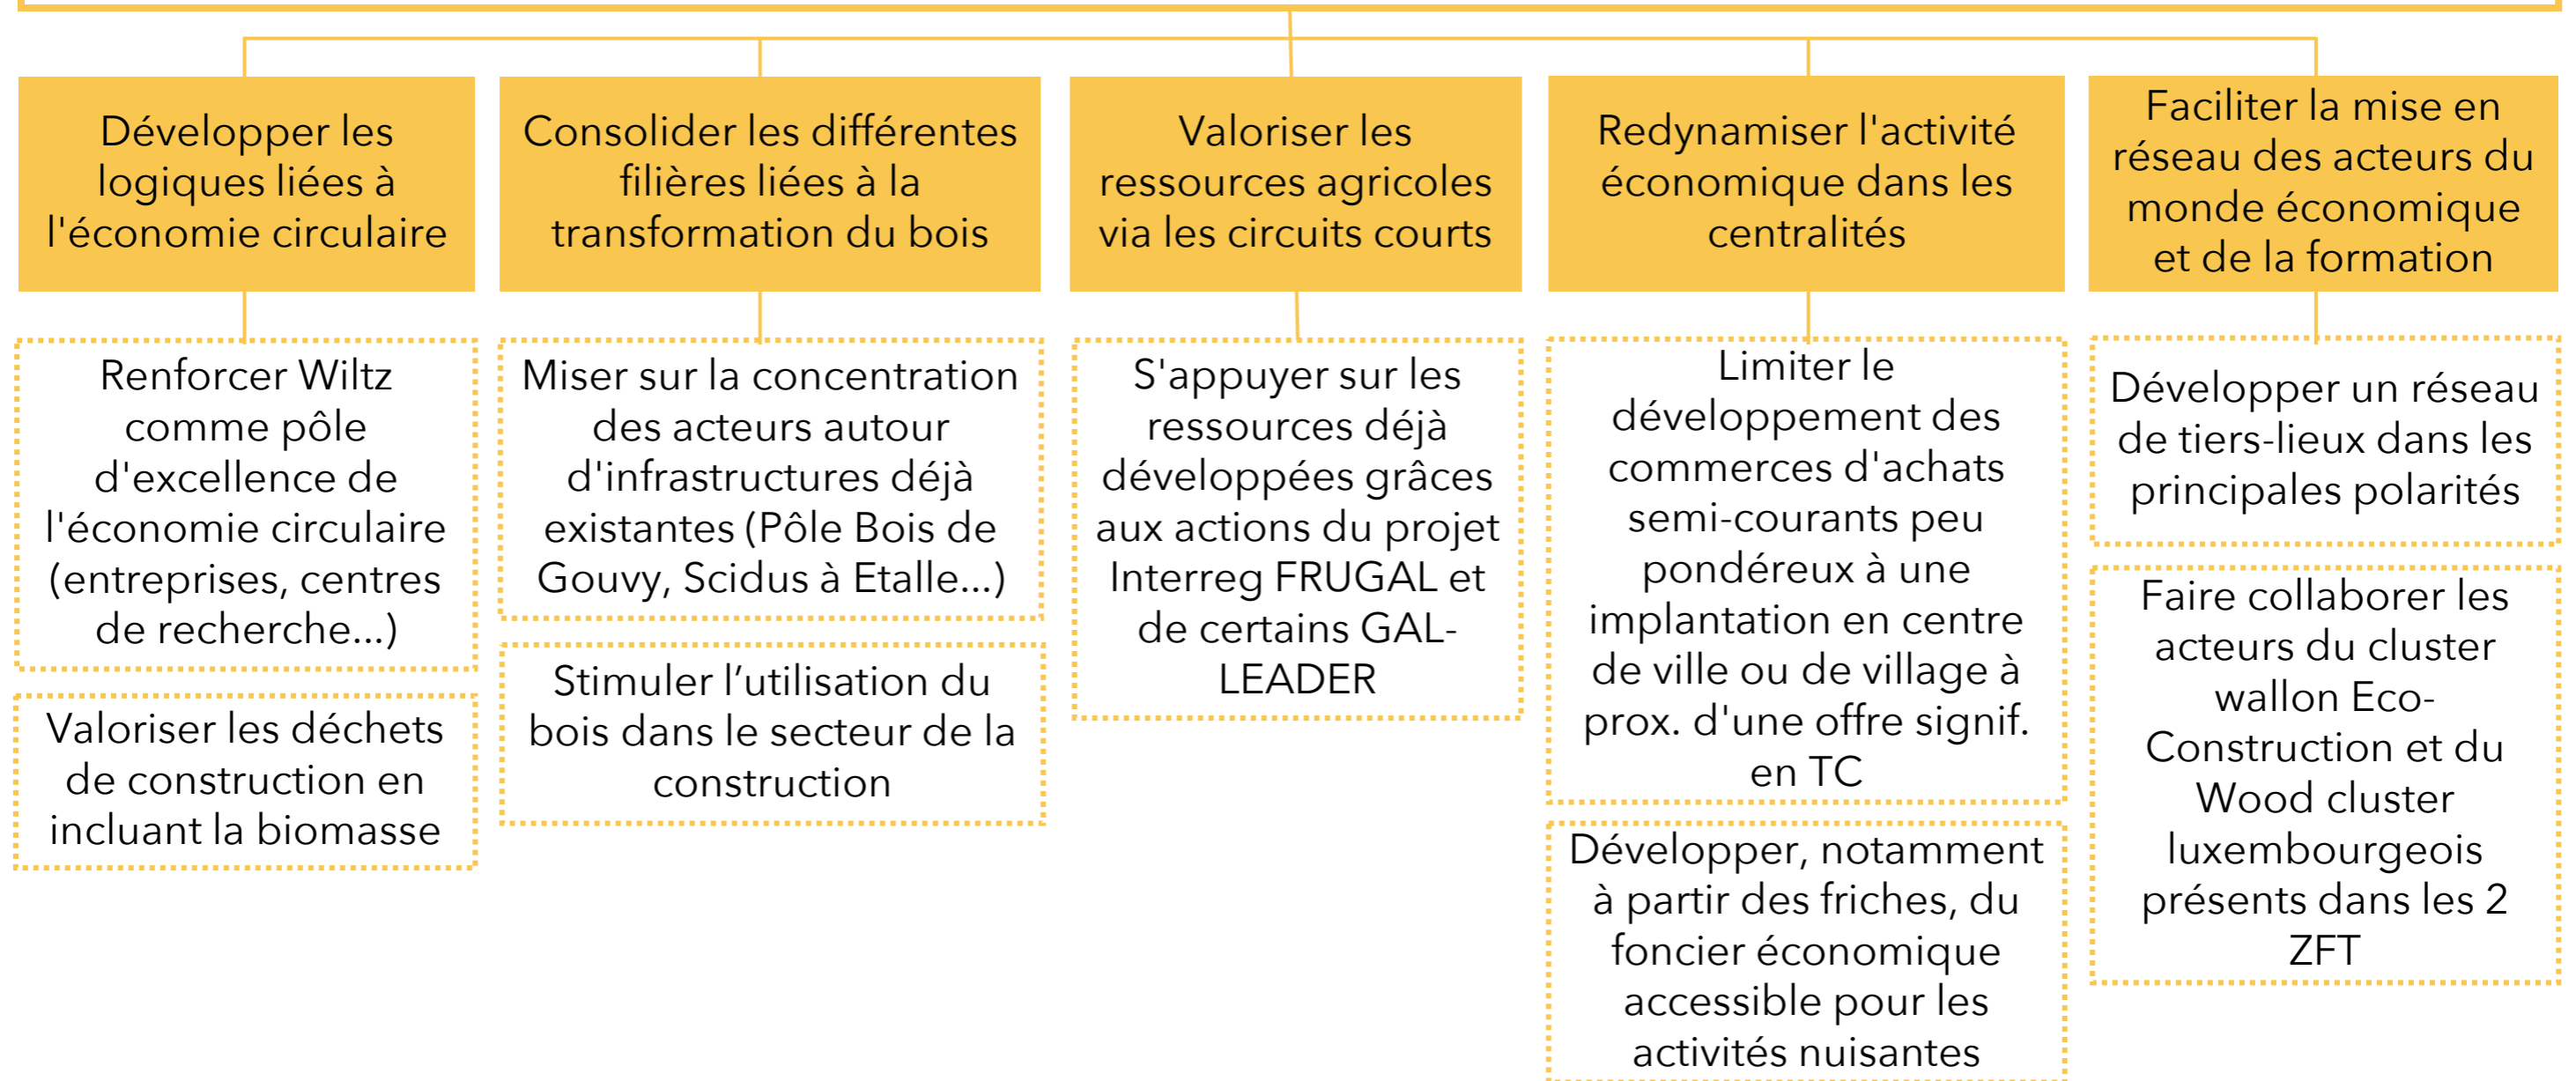 Développer les
logiques liées à
l'économie circulaire
Renforcer Wiltz
comme pôle
d'excellence de
l'économie circulaire
(entreprises, centres
de recherche...)
Valoriser les déchets
de construction en
incluant la biomasse
Consolider les différentes
filières liées à la
transformation du bois
Miser sur la concentration
des acteurs autour
d'infrastructures déjà
existantes (Pôle Bois de
Gouvy, Scidus à Etalle...)
Stimuler l’utilisation du
bois dans le secteur de la
construction
Valoriser les
ressources agricoles
via les circuits courts
S'appuyer sur les
ressources déjà
développées grâces
aux actions du projet
Interreg FRUGAL et
de certains GAL-
LEADER
Redynamiser l'activité
économique dans les
centralités
Limiter le
développement des
commerces d'achats
semi-courants peu
pondéreux à une
implantation en centre
de ville ou de village à
prox. d'une offre signif.
en TC
Développer, notamment
à partir des friches, du
foncier économique
accessible pour les
activités nuisantes
Faciliter la mise en
réseau des acteurs du
monde économique
et de la formation
Développer un réseau
de tiers-lieux dans les
principales polarités
Faire collaborer les
acteurs du cluster
wallon Eco-
Construction et du
Wood cluster
luxembourgeois
présents dans les 2
ZFT